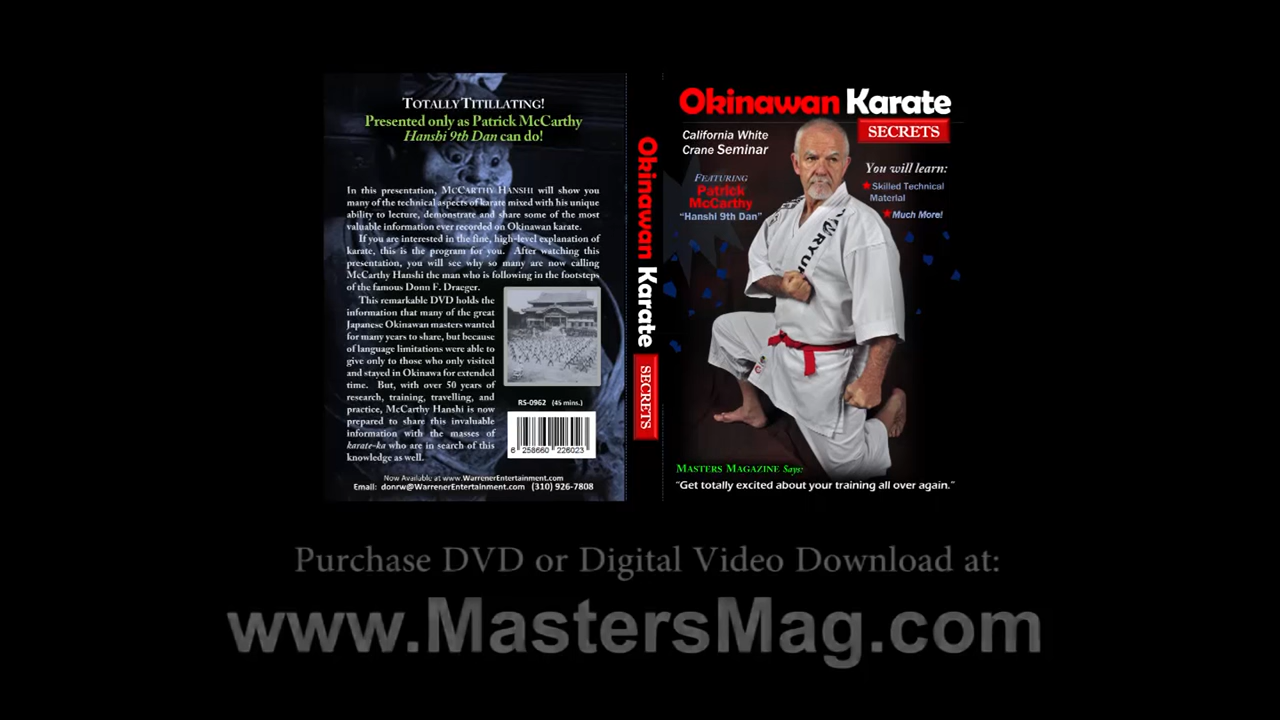 TOTALLY TITILLATING!
Presented only as Patrick McCarthy
Hanshi 9th Dan can do!
In this presentation, MCCARTHY HANSHI will show you
many of the technical aspects of karate mixed with his unique
ability to lecture, demonstrate and share some of the most
valuable information ever recorded on Okinawan karate.
If you are interested in the fine, high-level explanation of
karate, this is the program for you. After watching this
presentation, you will see why so many are now calling
McCarthy Hanshi the man who is following in the footsteps
of the famous Donn F. Draeger.
This remarkable DVD holds the
information that many of the great
Japanese Okinawan masters wanted
for many years to share, but because
of language limitations were able to
give only to those who only visited
and stayed in Okinawa for extended
time. But, with over 50 years of
research, training, travelling, and
practice, McCarthy Hanshi is now
prepared to share this invaluable
information with the masses of
karate-ka who are in search of this
knowledge as well.
RS-0962 (45 mins.)
6 258660 226023
Now Available at www.WarrenerEntertainment.com
Email: donrw@WarrenerEntertainment.com (310) 926-7808
Okinawan Karate
SECRETS
Okinawan Karate
SECRETS
California White
Crane Seminar
FEATURING
Patrick
McCarthy
"Hanshi 9th Dan"
You will learn:
Skilled Technical
Material
Much More!
MASTERS MAGAZINE Says:
"Get totally excited about your training all over again."
Purchase DVD or Digital Video Download at:
www.MastersMag.com